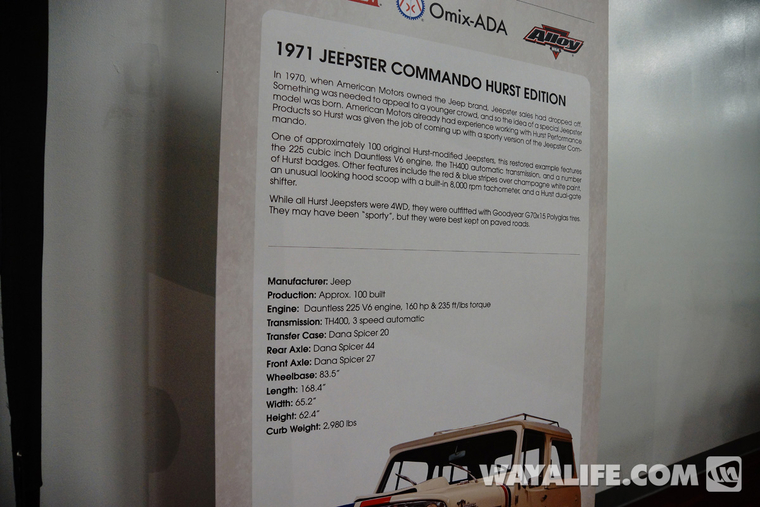 Omix-ADA
Alloy
USA
1971 JEEPSTER COMMANDO HURST EDITION
In 1970, when American Motors owned the Jeep brand, Jeepster sales had dropped off.
Something was needed to appeal to a younger crowd, and so the idea of a special Jeepster
model was born. American Motors already had experience working with Hurst Performance
Products so Hurst was given the job of coming up with a sporty version of the Jeepster Com-
mando.
One of approximately 100 original Hurst-modified Jeepsters, this restored example features
the 225 cubic inch Dauntless V6 engine, the TH400 automatic transmission, and a number
of Hurst badges. Other features include the red & blue stripes over champagne white paint,
an unusual looking hood scoop with a built-in 8,000 rpm tachometer, and a Hurst dual-gate
shifter.
While all Hurst Jeepsters were 4WD, they were outfitted with Goodyear G70x15 Polyglas tires.
They may have been "sporty", but they were best kept on paved roads.
Manufacturer: Jeep
Production: Approx. 100 built
Engine: Dauntless 225 V6 engine, 160 hp & 235 ft/lbs torque
Transmission: TH400, 3 speed automatic
Transfer Case: Dana Spicer 20
Rear Axle: Dana Spicer 44
Front Axle: Dana Spicer 27
Wheelbase: 83.5"
Length: 168.4"
Width: 65.2"
Height: 62.4"
Curb Weight: 2,980 lbs
WAYALIFE.COM